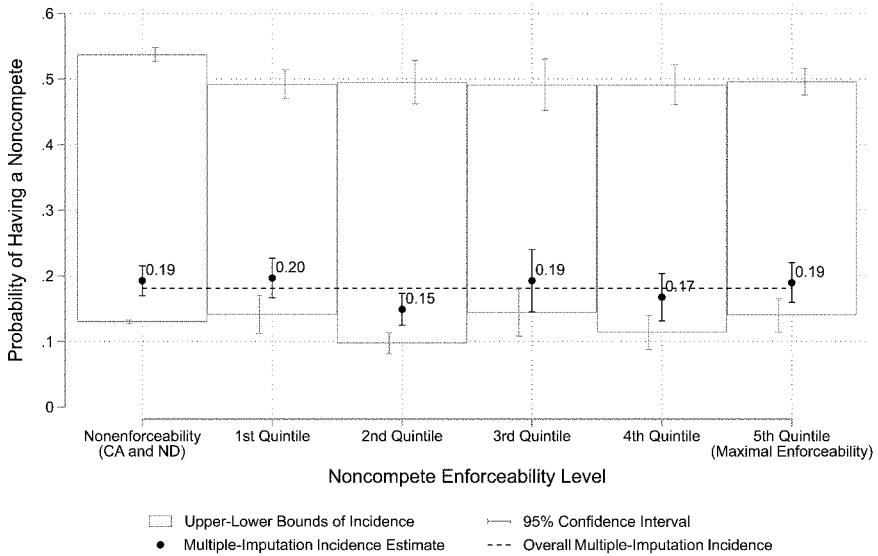 Probability of Having a Noncompete
.6
.5
.4
.3
.2
.1
0
0.19
0.20
0.15
0.19
0.17
0.19
Nonenforceability
(CA and ND)
1st Quintile
2nd Quintile
3rd Quintile
4th Quintile
5th Quintile
(Maximal Enforceability)
Noncompete Enforceability Level
Upper-Lower Bounds of Incidence
95% Confidence Interval
Multiple-Imputation Incidence Estimate
Overall Multiple-Imputation Incidence